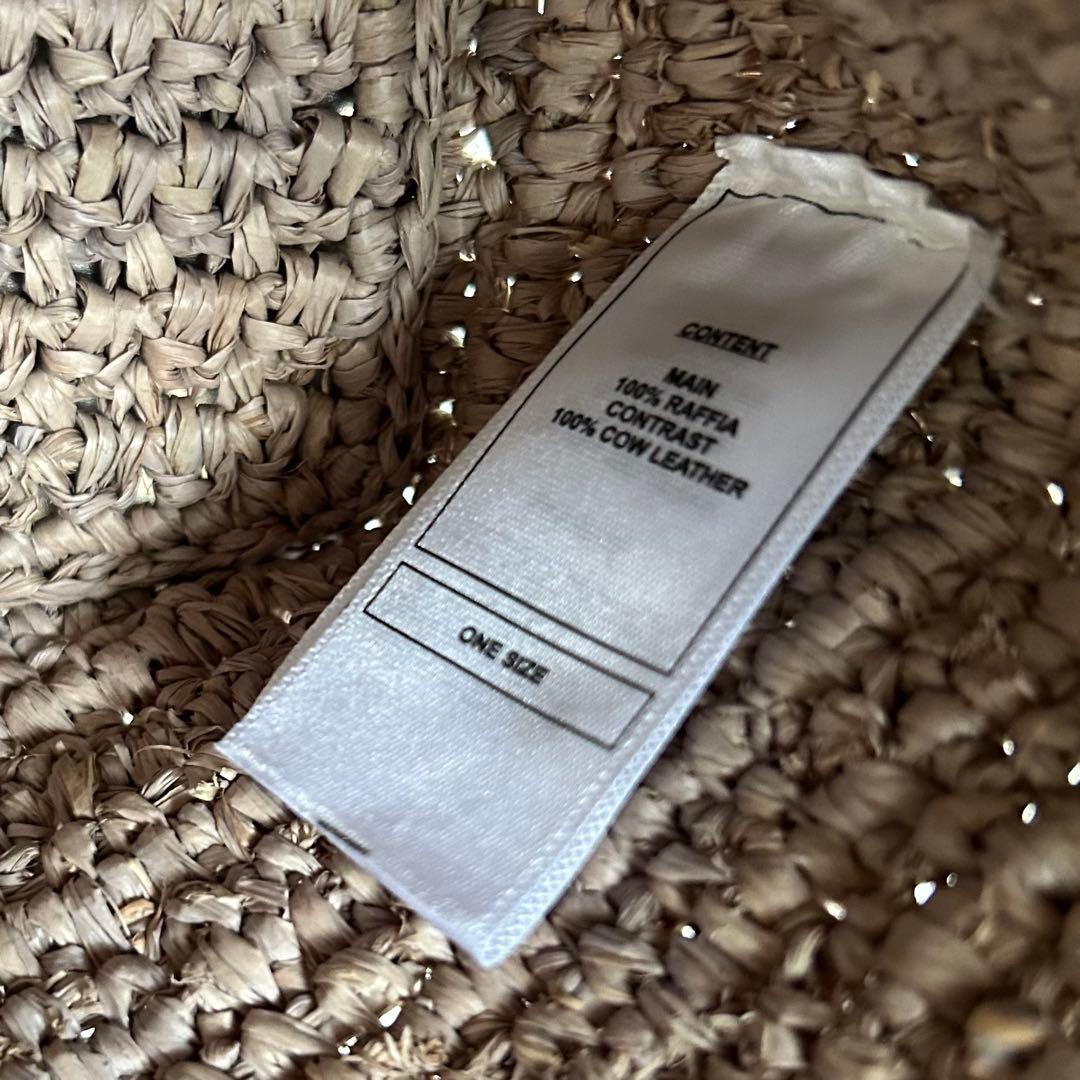 CONTENT
MAIN
100% RAFFIA
CONTRAST
100% COW LEATHER
ONE SIZE